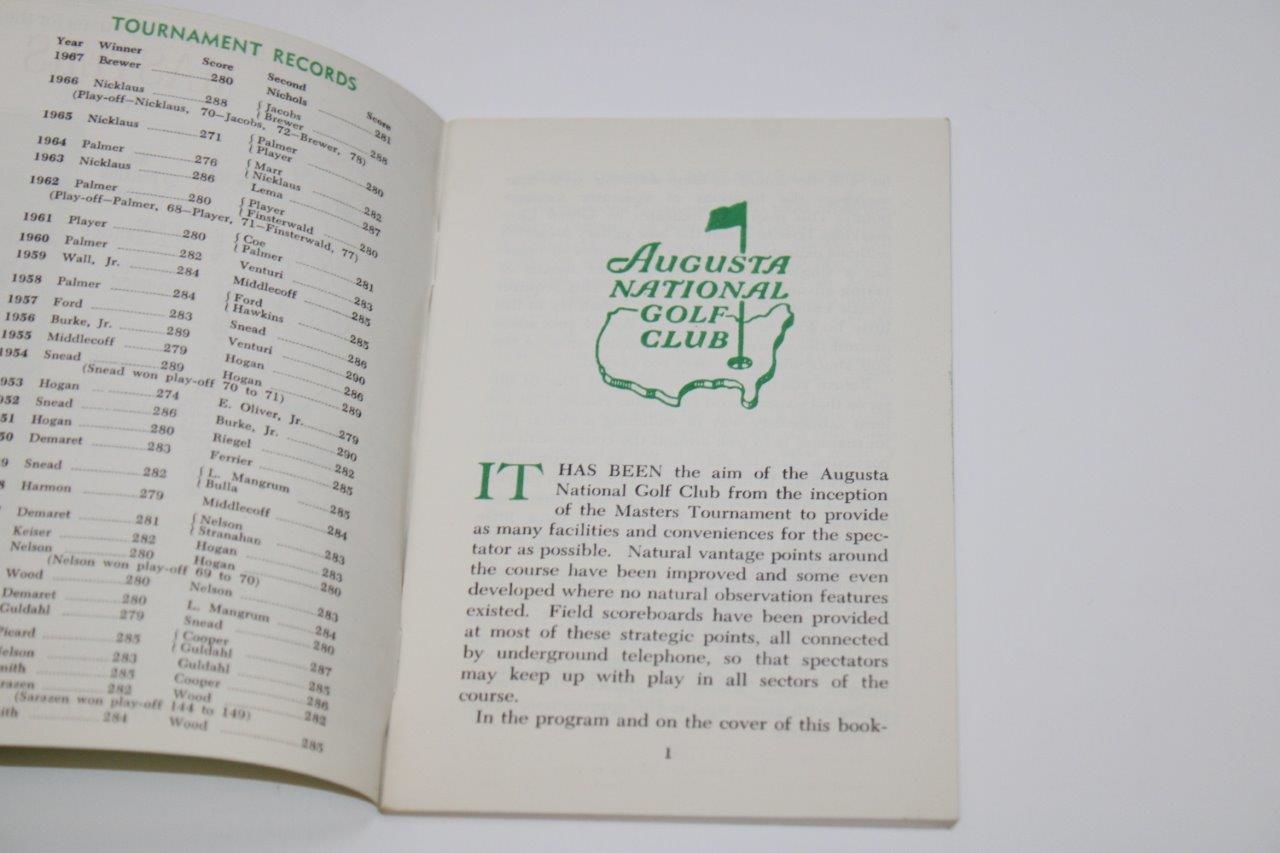 TOURNAMENT RECORDS
Year Winner Score Second Score
1967 Brewer 280 Nichols 281
1966 Nicklaus 288 { Jacobs
{ Brewer 288
(Play-off—Nicklaus, 70—Jacobs, 72—Brewer, 78)
1965 Nicklaus 271 { Palmer
{ Player 280
1964 Palmer 276 { Marr
{ Nicklaus 282
1963 Nicklaus 286 Lema 287
1962 Palmer 280 { Player
{ Finsterwald 280
(Play-off—Palmer, 68—Player, 71—Finsterwald, 77)
1961 Player 280 { Coe
{ Palmer 281
1960 Palmer 282 Venturi 283
1959 Wall, Jr. 284 Middlecoff 285
1958 Palmer 284 { Ford
{ Hawkins 285
1957 Ford 283 Snead 286
1956 Burke, Jr. 289 Venturi 290
1955 Middlecoff 279 Hogan 286
1954 Snead 289 Hogan 289
(Snead won play-off 70 to 71)
953 Hogan 274 E. Oliver, Jr. 279
952 Snead 286 Burke, Jr. 290
51 Hogan 280 Riegel 282
50 Demaret 283 Ferrier 285
9 Snead 282 { L. Mangrum
{ Bulla 285
8 Harmon 279 Middlecoff 284
Demaret 281 { Nelson
{ Stranahan 283
Keiser 282 Hogan 283
Nelson 280 Hogan 280
(Nelson won play-off 69 to 70)
Wood 280 Nelson 283
Demaret 280 L. Mangrum 284
Guldahl 279 Snead 280
Picard 285 { Cooper
{ Guldahl 287
elson 283 Guldahl 285
mith 285 Cooper 286
razen 282 Wood 282
(Sarazen won play-off 144 to 149)
ith 284 Wood 285
AUGUSTA
NATIONAL
GOLF
CLUB
IT HAS BEEN the aim of the Augusta
National Golf Club from the inception
of the Masters Tournament to provide
as many facilities and conveniences for the spec-
tator as possible. Natural vantage points around
the course have been improved and some even
developed where no natural observation features
existed. Field scoreboards have been provided
at most of these strategic points, all connected
by underground telephone, so that spectators
may keep up with play in all sectors of the
course.
In the program and on the cover of this book-
1